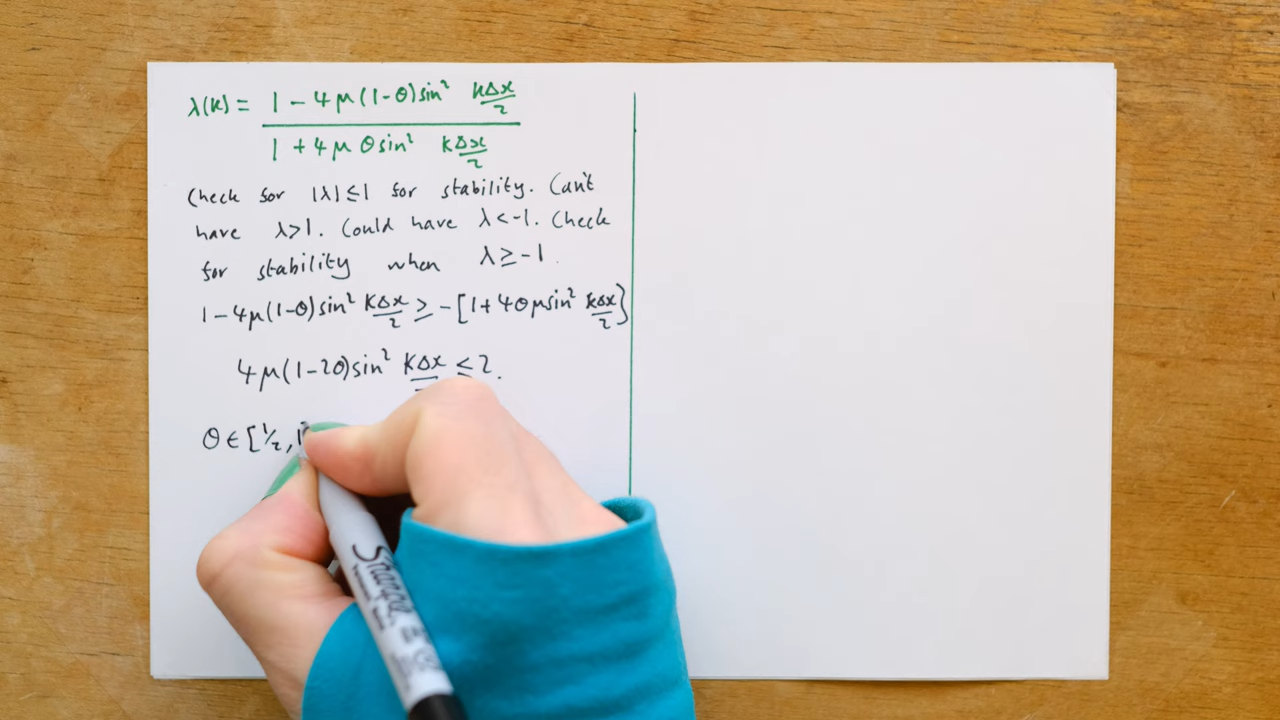 λ(k) = 1 - 4μ(1-θ)sin² kΔx/2
1 + 4μθsin² kΔx/2
Check for |λ|≤1 for stability. Can't
have λ>1. Could have λ<-1. Check
for stability when λ≥-1.
1-4μ(1-θ)sin² kΔx/2 ≥ -[1+4θμsin² kΔx/2]
4μ(1-2θ)sin² kΔx ≤2.
θ∈[1/2, 1]
Sharpie